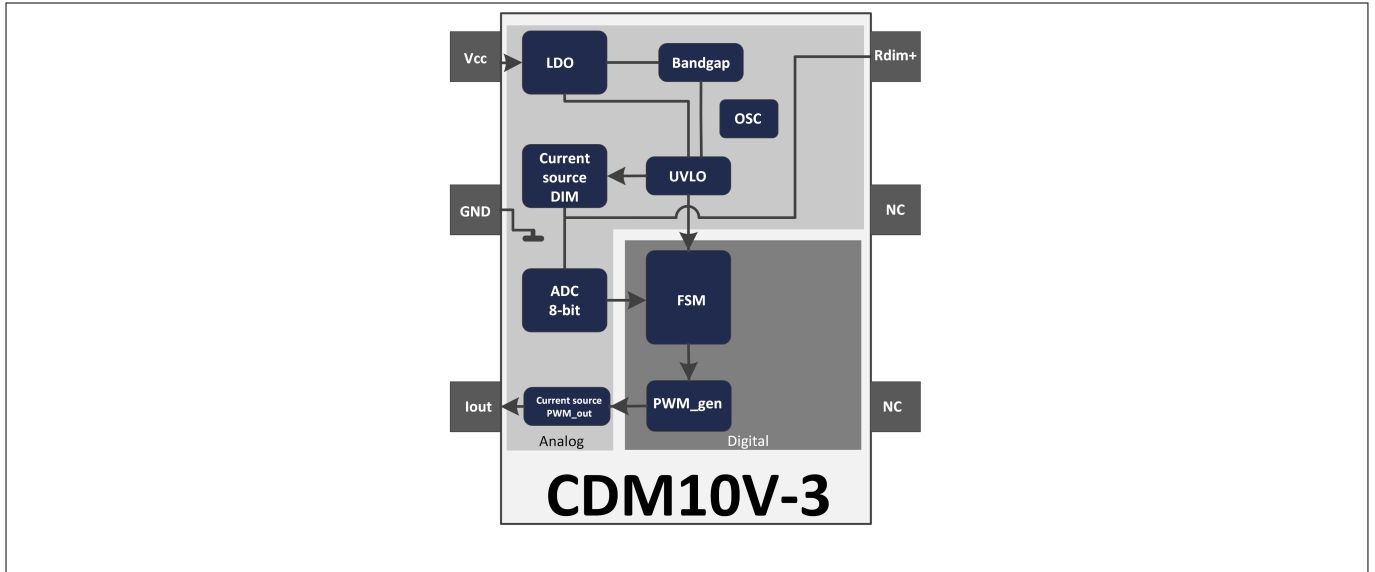 Vcc
LDO
Bandgap
Rdim+
OSC
Current
source
DIM
UVLO
GND
NC
ADC
8-bit
FSM
Iout
Current source
PWM_out
PWM_gen
NC
Analog
Digital
CDM10V-3